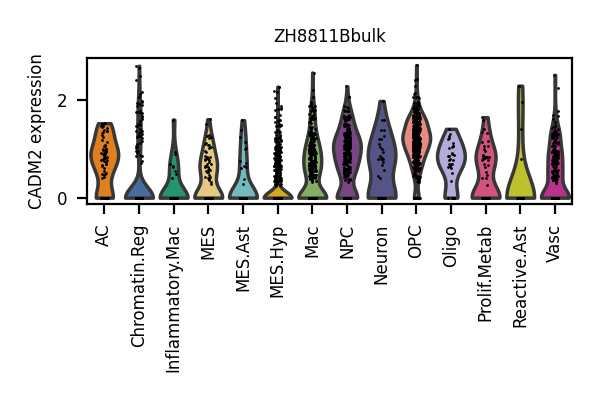 ZH8811Bbulk
CADM2 expression
2
0
AC
Chromatin.Reg
Inflammatory.Mac
MES
MES.Ast
MES.Hyp
Mac
NPC
Neuron
OPC
Oligo
Prolif.Metab
Reactive.Ast
Vasc